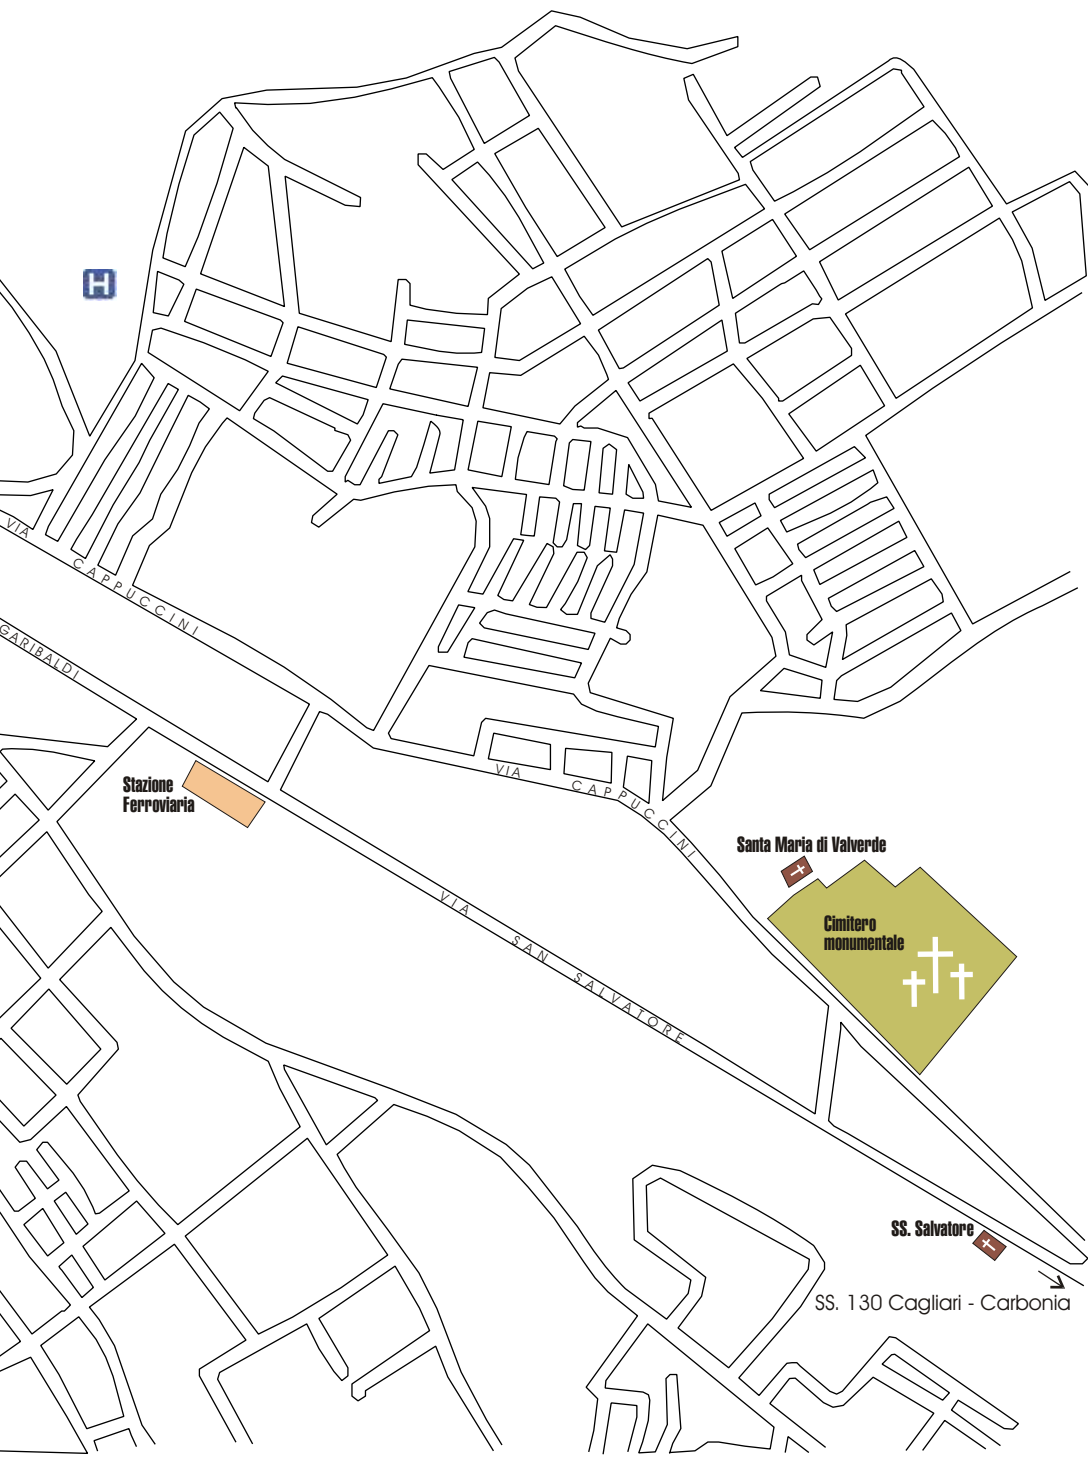 H
VIA CAPPUCCINI
GARIBALDI
Stazione
Ferroviaria
VIA CAPPUCCINI
Santa Maria di Valverde
Cimitero
monumentale
VIA SAN SALVATORE
SS. Salvatore
SS. 130 Cagliari - Carbonia